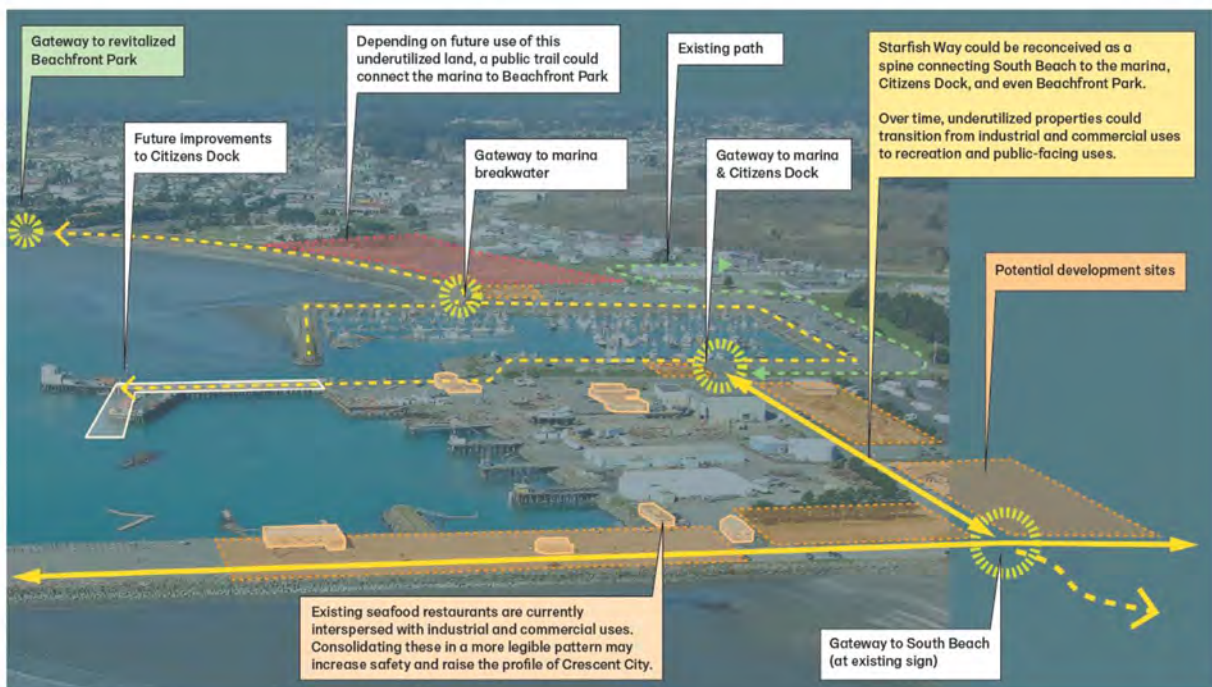 Gateway to revitalized
Beachfront Park
Depending on future use of this
underutilized land, a public trail could
connect the marina to Beachfront Park
Existing path
Starfish Way could be reconceived as a
spine connecting South Beach to the marina,
Citizens Dock, and even Beachfront Park.
Over time, underutilized properties could
transition from industrial and commercial uses
to recreation and public-facing uses.
Future improvements
to Citizens Dock
Gateway to marina
breakwater
Gateway to marina
& Citizens Dock
Potential development sites
Existing seafood restaurants are currently
interspersed with industrial and commercial uses.
Consolidating these in a more legible pattern may
increase safety and raise the profile of Crescent City.
Gateway to South Beach
(at existing sign)